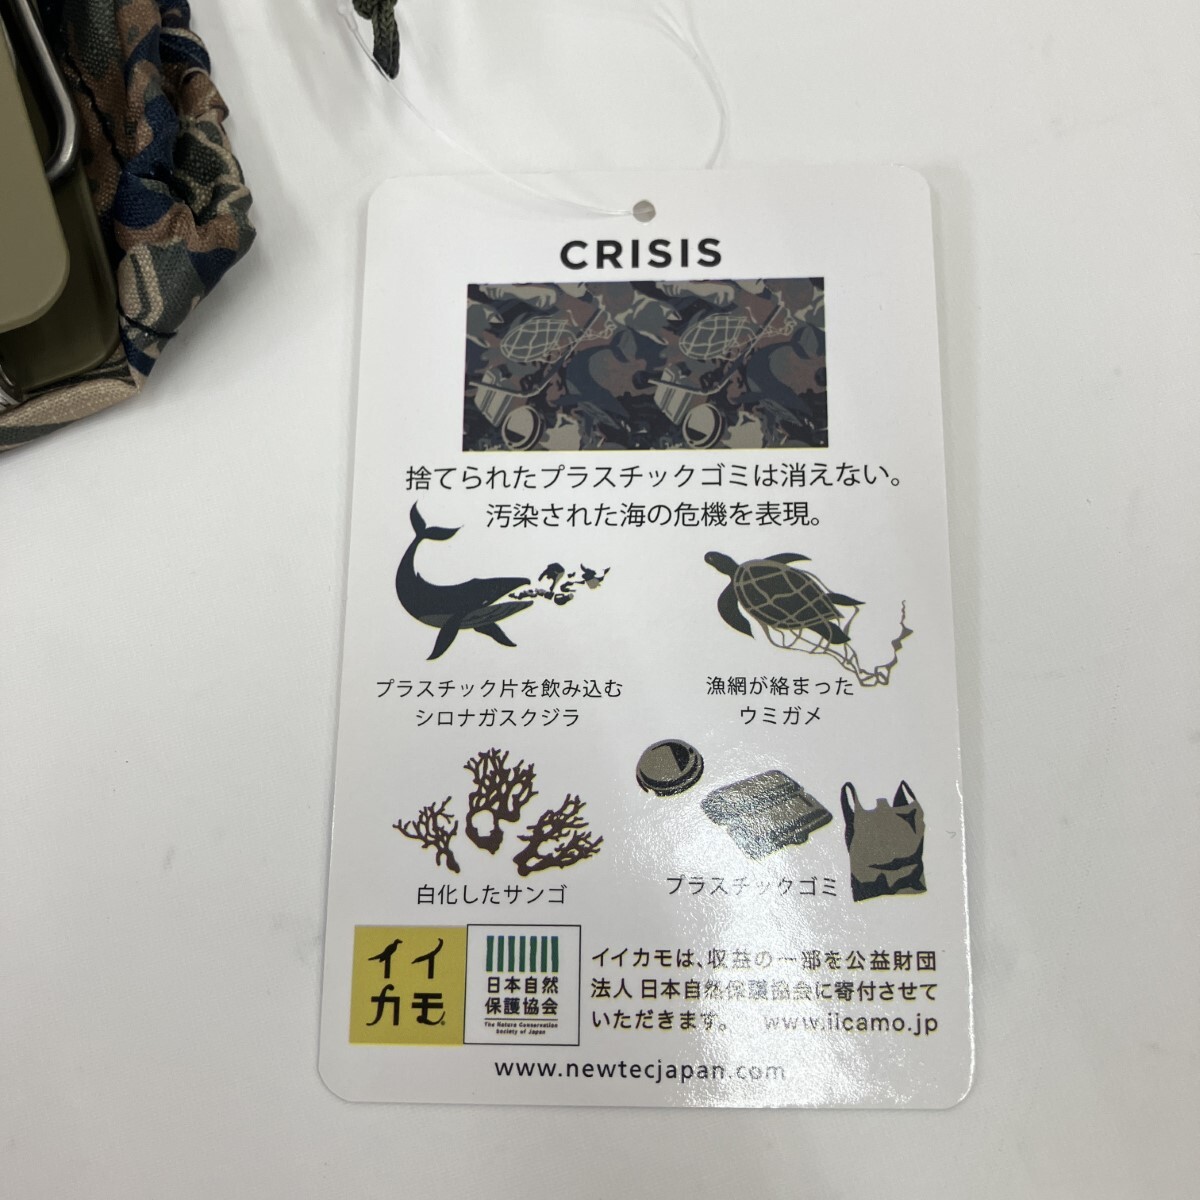 CRISIS
捨てられたプラスチックゴミは消えない。
汚染された海の危機を表現。
プラスチック片を飲み込む
シロナガスクジラ
漁網が絡まった
ウミガメ
白化したサンゴ
プラスチックゴミ
イイ
カモ
日本自然
保護協会
The Nature Conservation
Society of Japan
イイカモは、収益の一部を公益財団
法人 日本自然保護協会に寄付させて
いただきます。 www.iicamo.jp
www.newtecjapan.com